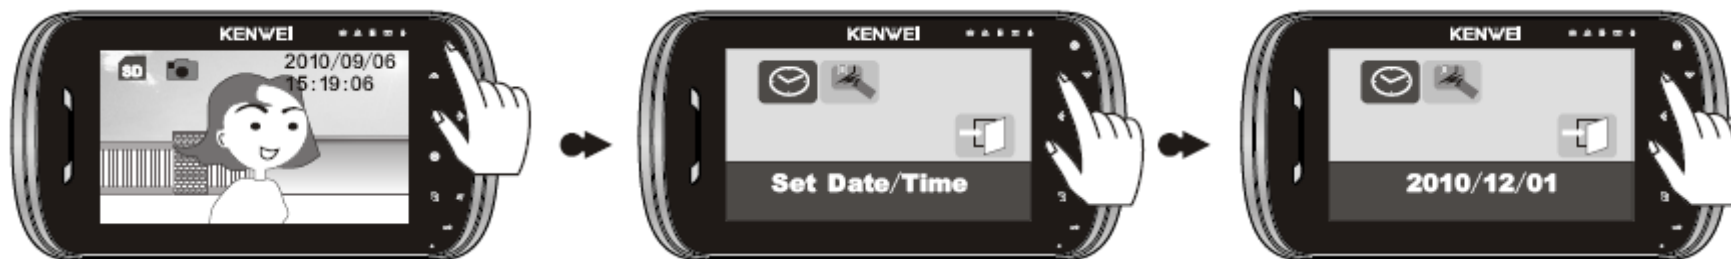 KENWEI
SD
2010/09/06
15:19:06
KENWEI
Set Date/Time
KENWEI
2010/12/01